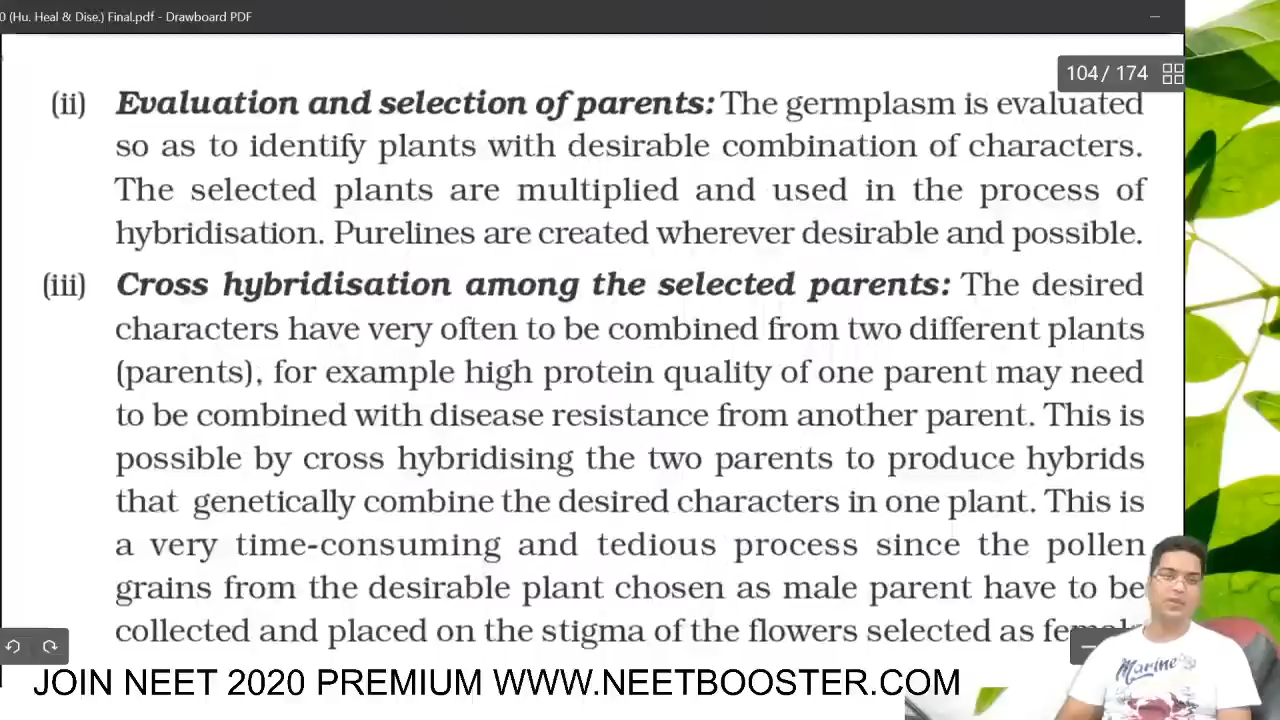 0 (Hu. Heal & Dise.) Final.pdf - Drawboard PDF
104 / 174
(ii) Evaluation and selection of parents: The germplasm is evaluated
so as to identify plants with desirable combination of characters.
The selected plants are multiplied and used in the process of
hybridisation. Purelines are created wherever desirable and possible.
(iii) Cross hybridisation among the selected parents: The desired
characters have very often to be combined from two different plants
(parents), for example high protein quality of one parent may need
to be combined with disease resistance from another parent. This is
possible by cross hybridising the two parents to produce hybrids
that genetically combine the desired characters in one plant. This is
a very time-consuming and tedious process since the pollen
grains from the desirable plant chosen as male parent have to be
collected and placed on the stigma of the flowers selected as
JOIN NEET 2020 PREMIUM WWW.NEETBOOSTER.COM
Marine